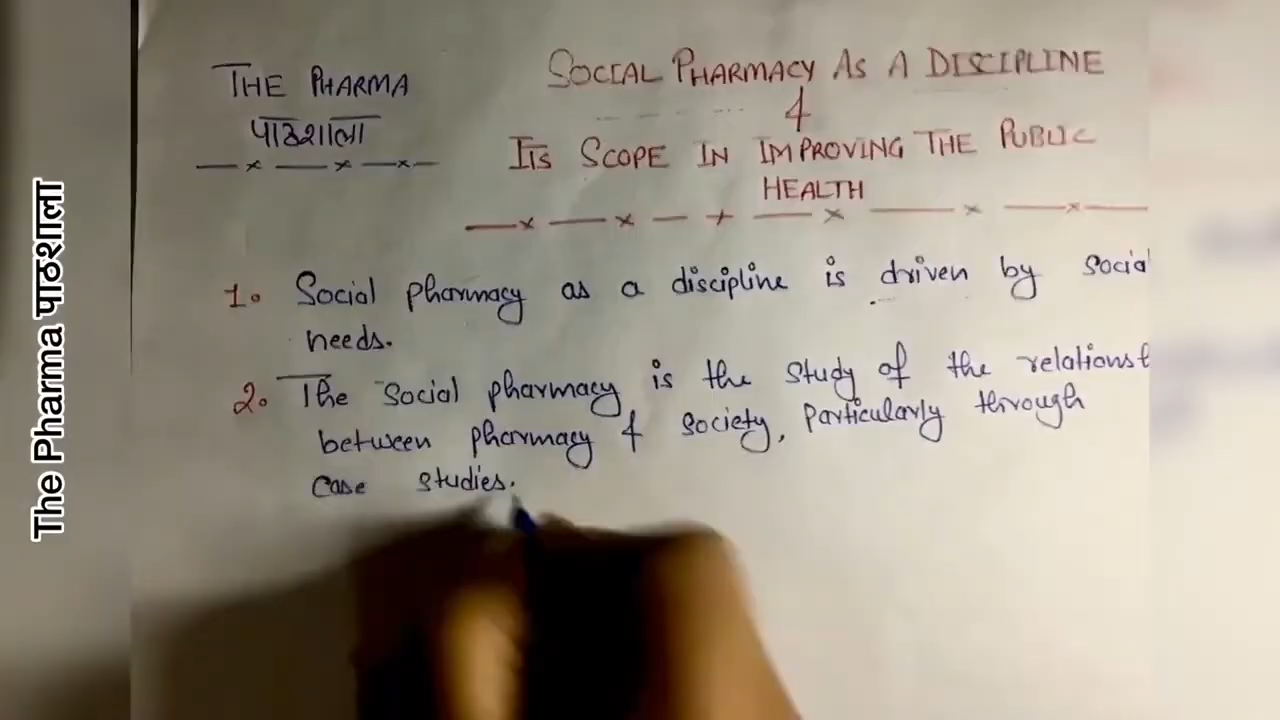 The Pharma पाठशाला
THE PHARMA
पाठशाला
SOCIAL PHARMACY AS A DISCIPLINE
&
ITS SCOPE IN IMPROVING THE PUBLIC
HEALTH
1. Social pharmacy as a discipline is driven by Social
needs.
2. The Social pharmacy is the study of the
between pharmacy & society, particularly through
case studies.